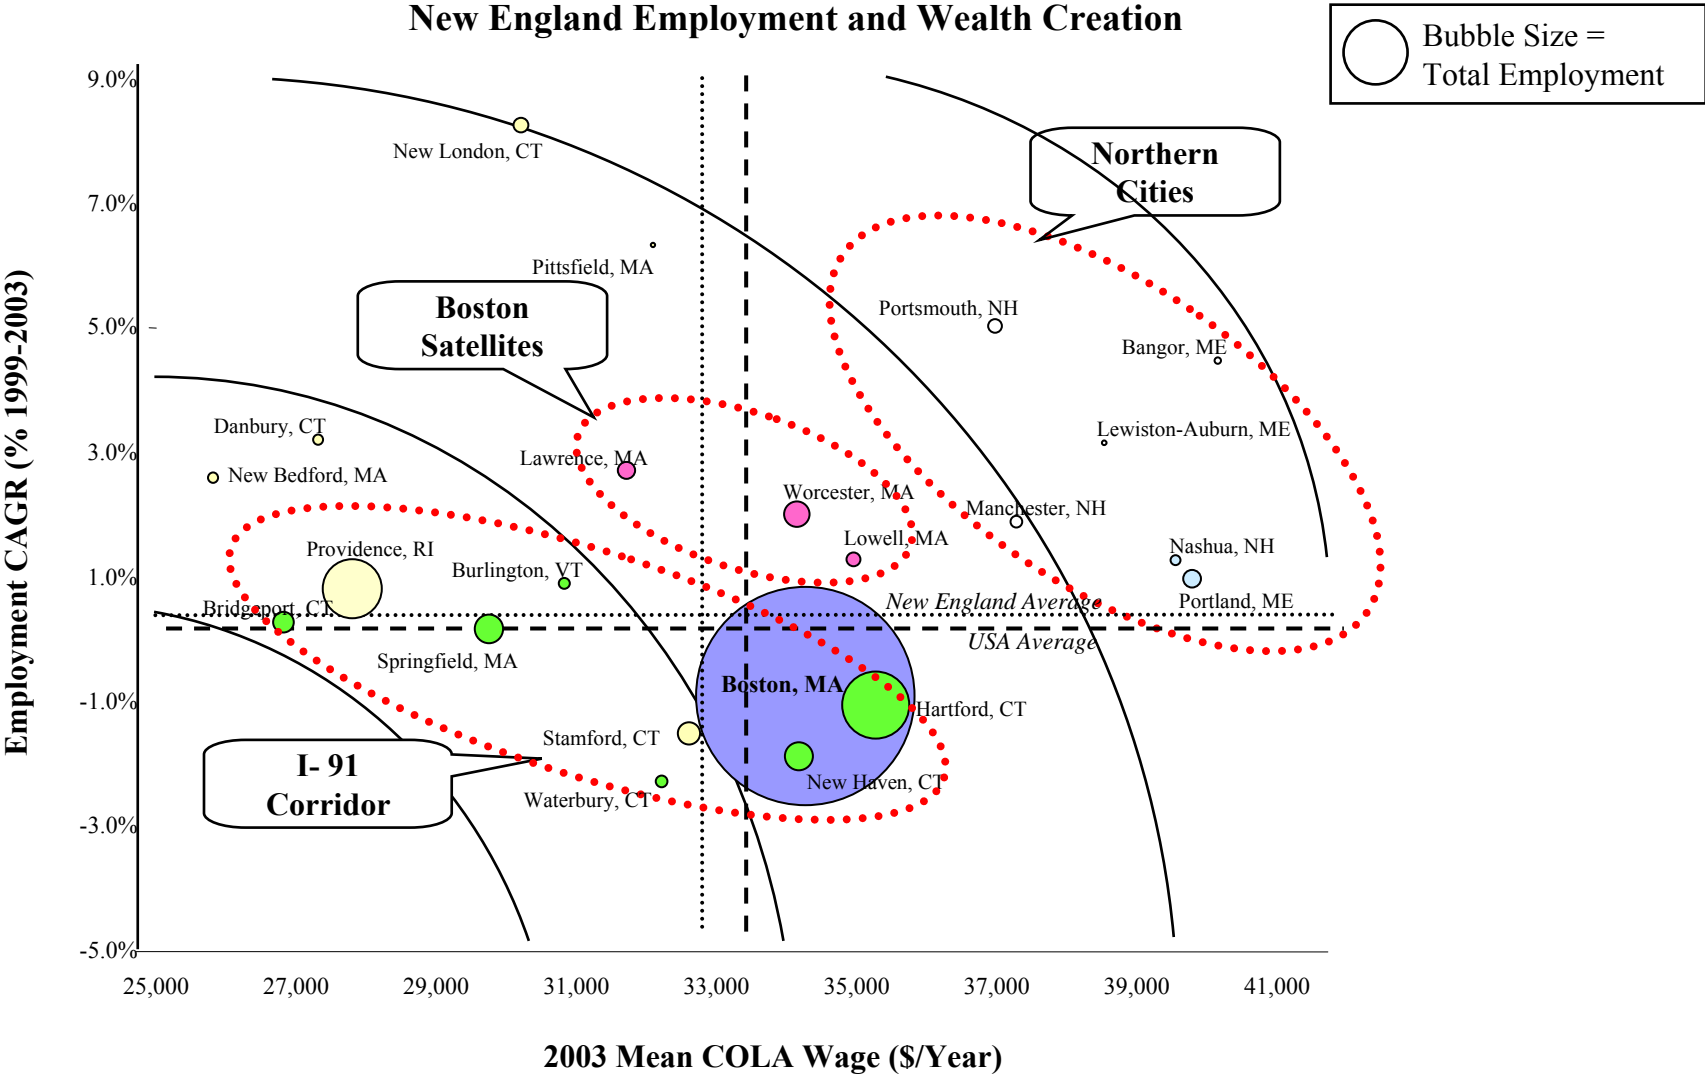 New England Employment and Wealth Creation
Bubble Size =
Total Employment
9.0%
7.0%
5.0%
3.0%
1.0%
-1.0%
-3.0%
-5.0%
Employment CAGR (% 1999-2003)
New London, CT
Northern
Cities
Pittsfield, MA
Boston
Satellites
Portsmouth, NH
Bangor, ME
Danbury, CT
Lewiston-Auburn, ME
Lawrence, MA
New Bedford, MA
Worcester, MA
Manchester, NH
Lowell, MA
Nashua, NH
Providence, RI
Burlington, VT
Portland, ME
Bridgeport, CT
New England Average
USA Average
Springfield, MA
Boston, MA
Hartford, CT
Stamford, CT
I- 91
Corridor
New Haven, CT
Waterbury, CT
25,000
27,000
29,000
31,000
33,000
35,000
37,000
39,000
41,000
2003 Mean COLA Wage ($/Year)